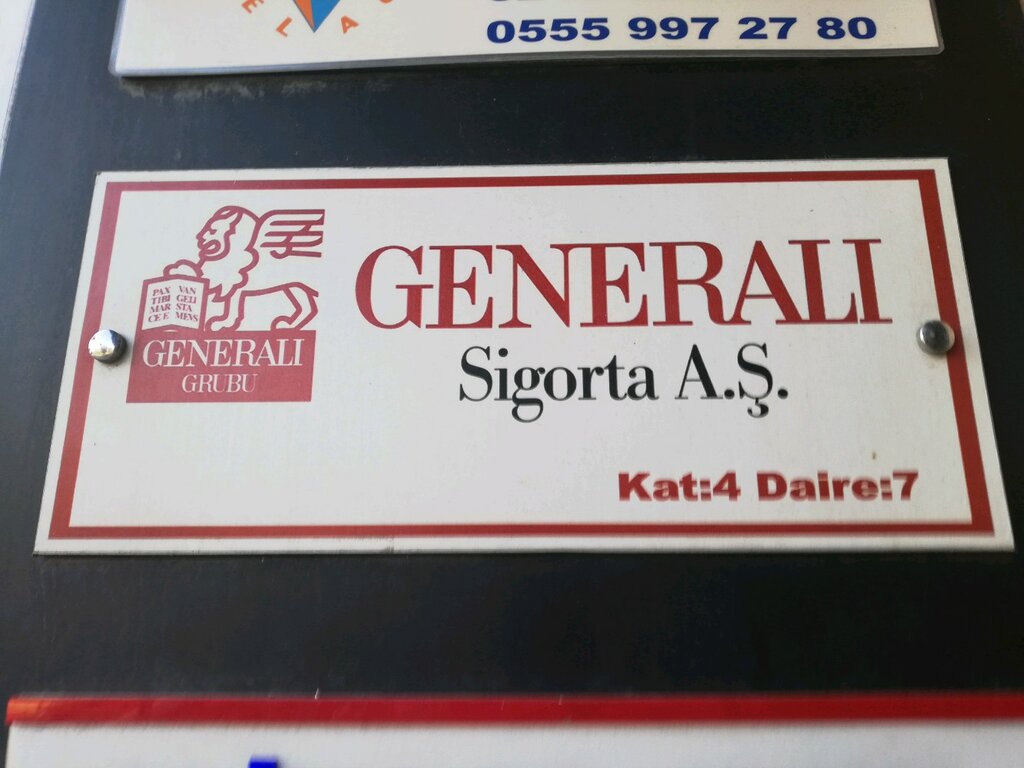 0555 997 27 80
PAX VAN
TIBI GELI
MAR STA
CE E MEVS
GENERALI
GRUBU
GENERALI
Sigorta A.Ş.
Kat:4 Daire:7